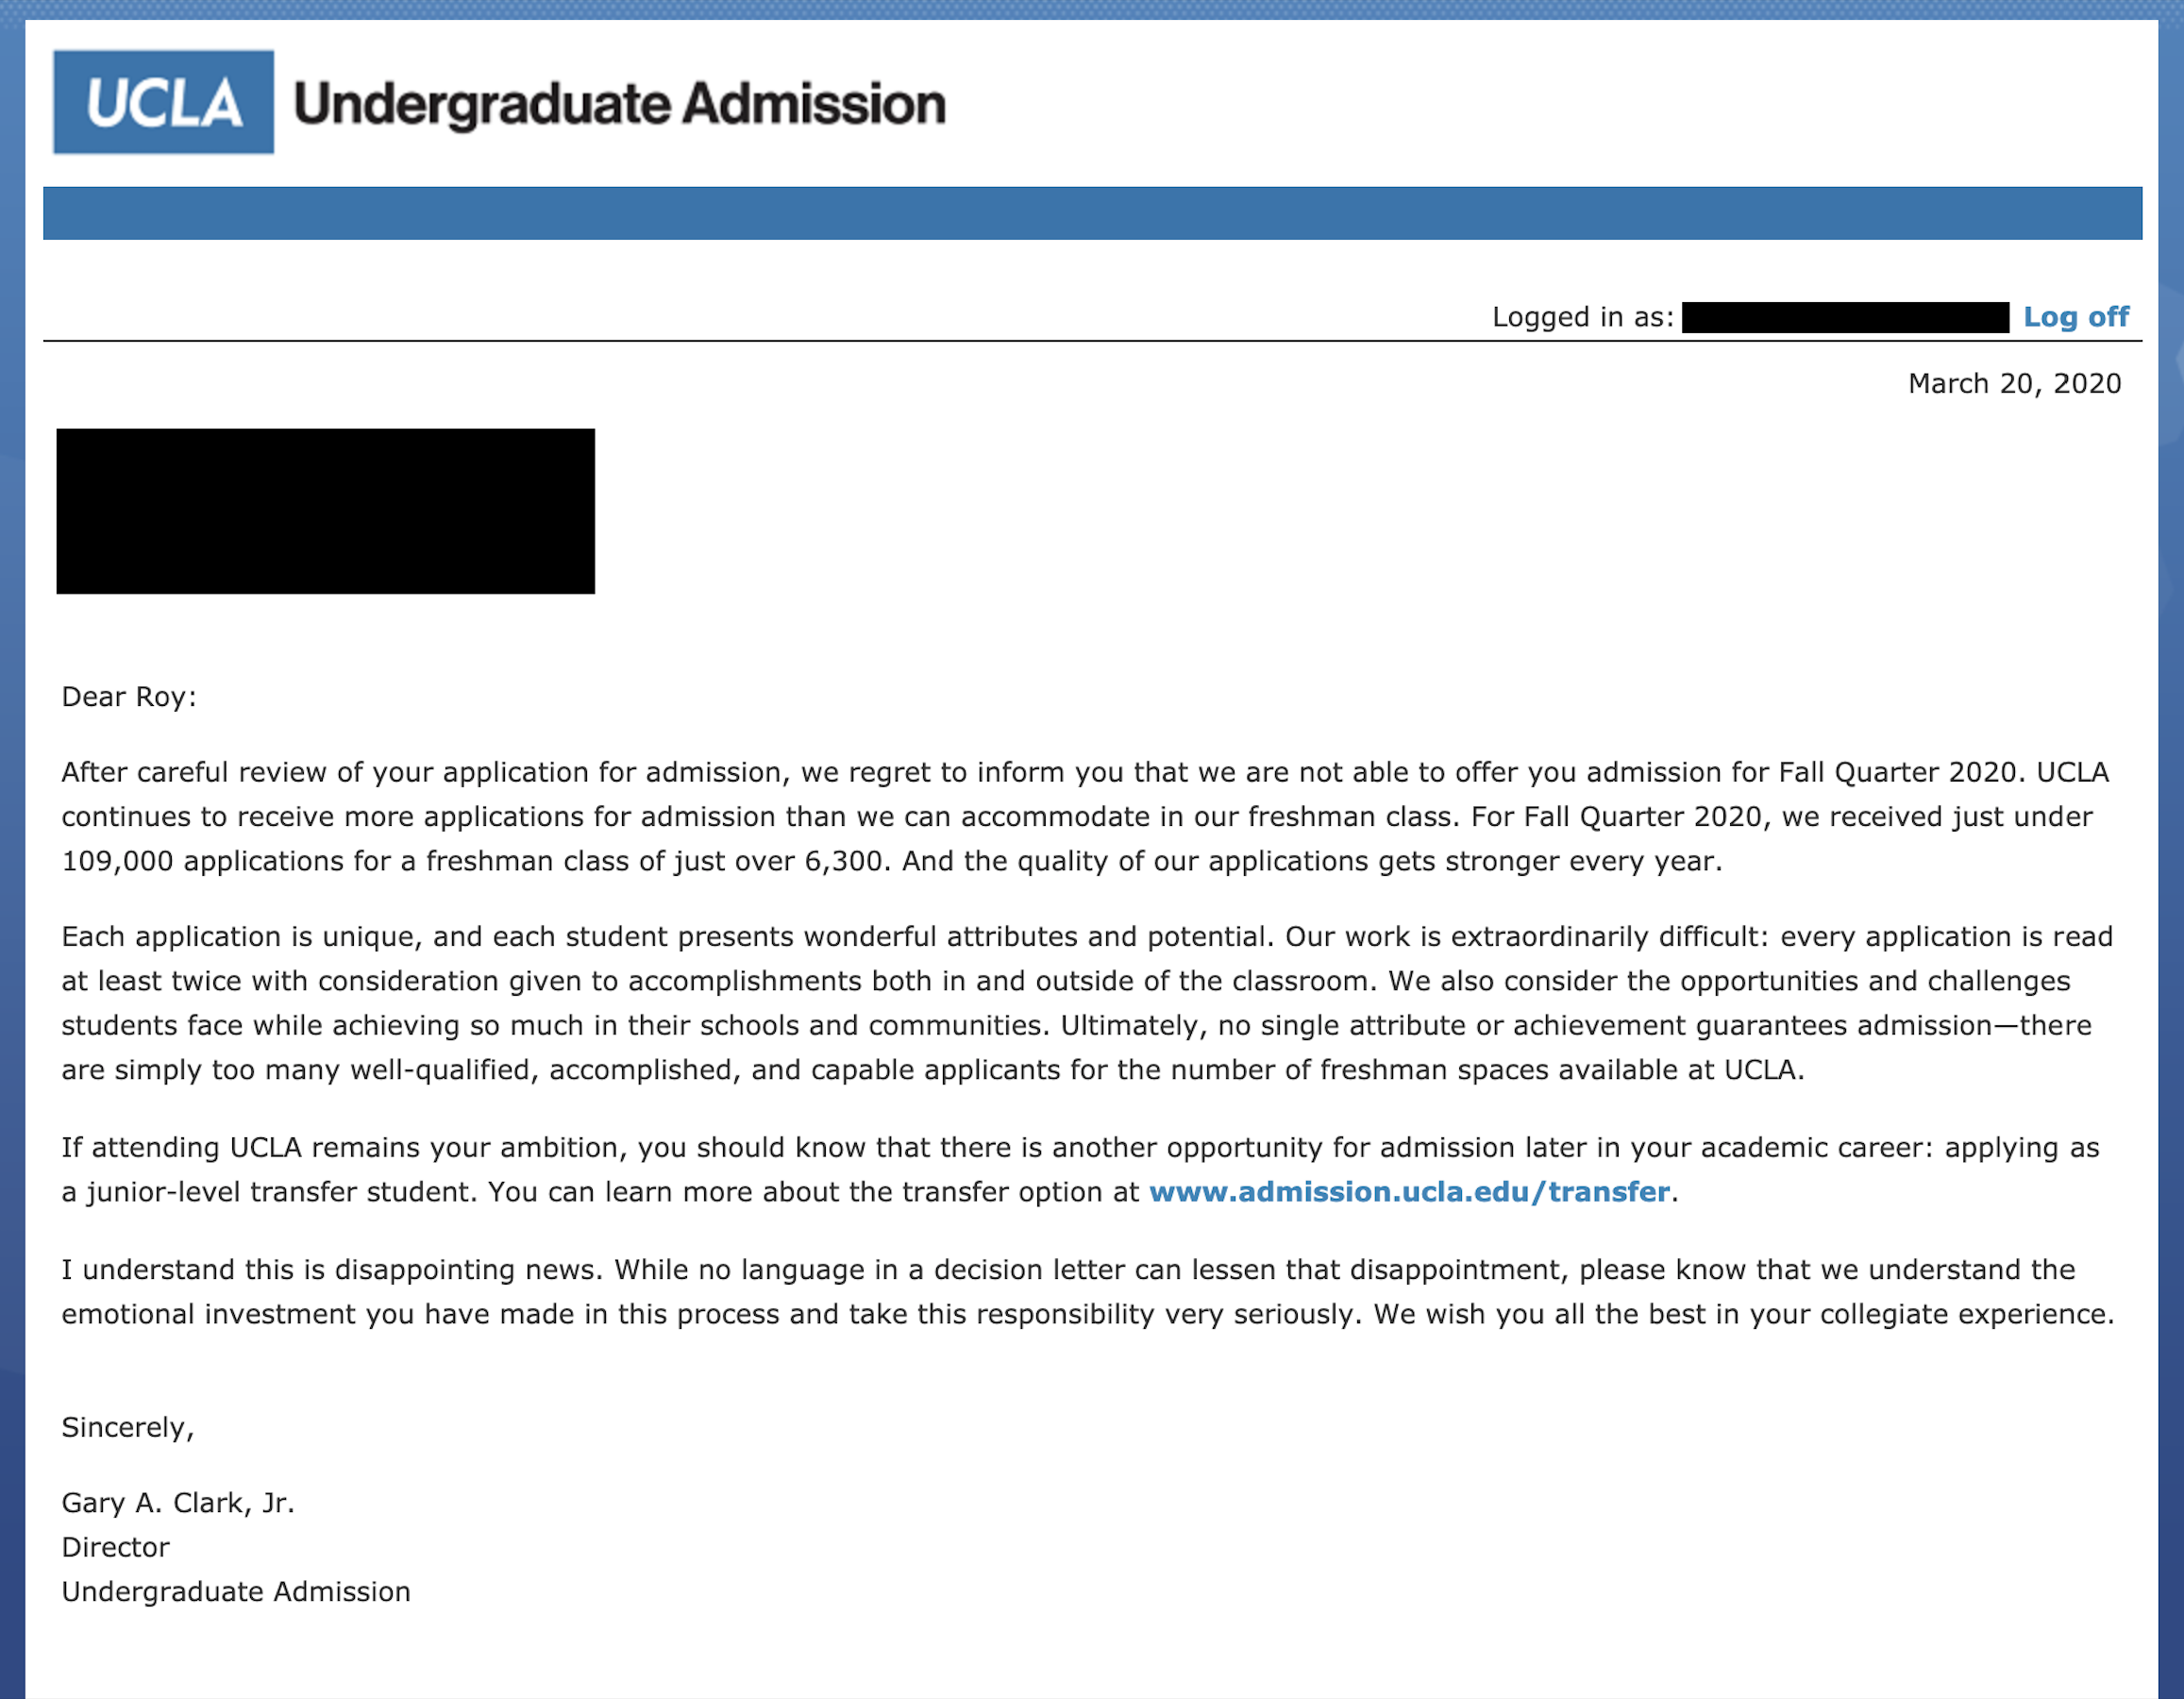 UCLA Undergraduate Admission
Logged in as: Log off
March 20, 2020
Dear Roy:
After careful review of your application for admission, we regret to inform you that we are not able to offer you admission for Fall Quarter 2020. UCLA
continues to receive more applications for admission than we can accommodate in our freshman class. For Fall Quarter 2020, we received just under
109,000 applications for a freshman class of just over 6,300. And the quality of our applications gets stronger every year.
Each application is unique, and each student presents wonderful attributes and potential. Our work is extraordinarily difficult: every application is read
at least twice with consideration given to accomplishments both in and outside of the classroom. We also consider the opportunities and challenges
students face while achieving so much in their schools and communities. Ultimately, no single attribute or achievement guarantees admission—there
are simply too many well-qualified, accomplished, and capable applicants for the number of freshman spaces available at UCLA.
If attending UCLA remains your ambition, you should know that there is another opportunity for admission later in your academic career: applying as
a junior-level transfer student. You can learn more about the transfer option at www.admission.ucla.edu/transfer.
I understand this is disappointing news. While no language in a decision letter can lessen that disappointment, please know that we understand the
emotional investment you have made in this process and take this responsibility very seriously. We wish you all the best in your collegiate experience.
Sincerely,
Gary A. Clark, Jr.
Director
Undergraduate Admission